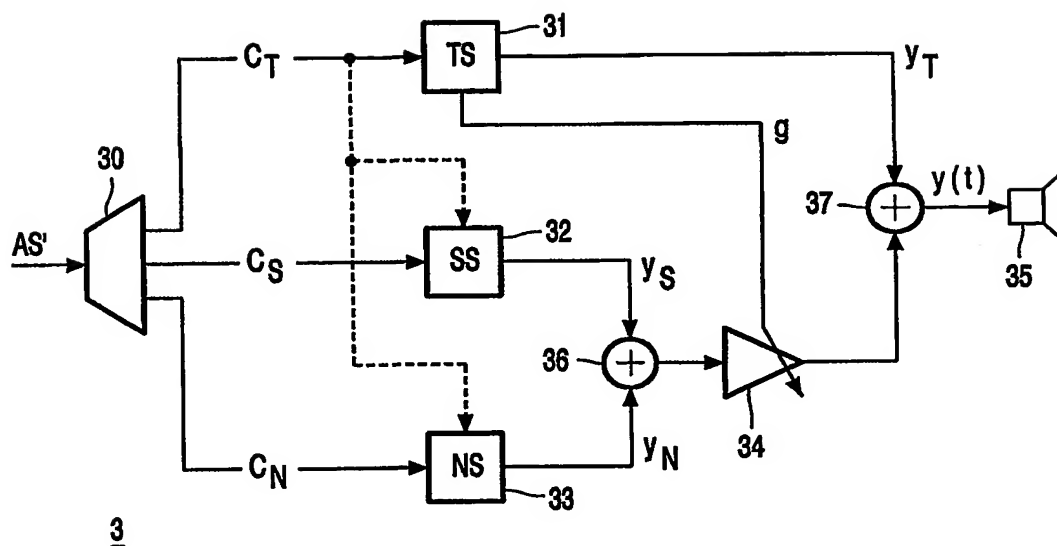 31
C_T
TS
y_T
g
30
37
+
y(t)
35
AS'
C_S
SS
32
y_S
36
+
34
C_N
NS
y_N
33
3